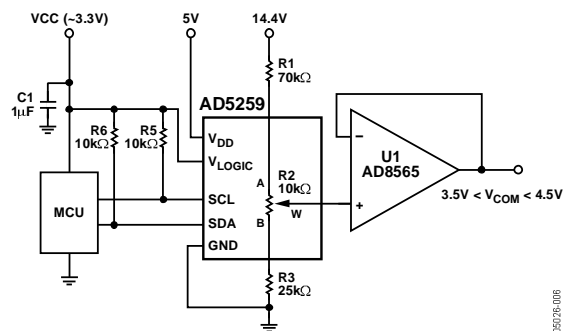 VCC (~3.3V)
5V
14.4V
R1
70kΩ
C1
1μF
AD5259
R6
10kΩ
R5
10kΩ
VDD
VLOGIC
R2
10kΩ
A
B
W
MCU
SCL
SDA
GND
U1
AD8565
−
+
3.5V < VCOM < 4.5V
R3
25kΩ
05026-006